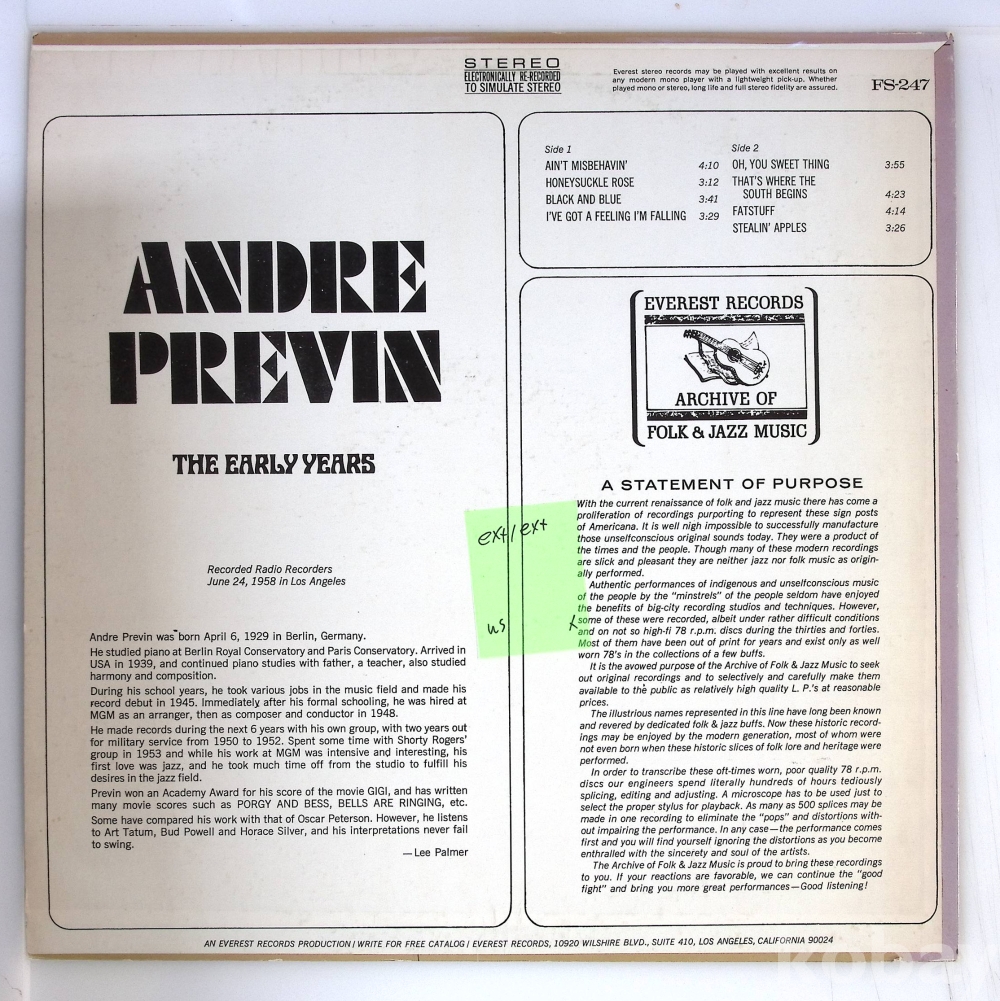 STEREO
ELECTRONICALLY RE-RECORDED
TO SIMULATE STEREO
Everest stereo records may be played with excellent results on
any modern mono player with a lightweight pick-up. Whether
played mono or stereo, long life and full stereo fidelity are assured.
FS-247
Side 1
AIN'T MISBEHAVIN' 4:10
HONEYSUCKLE ROSE 3:12
BLACK AND BLUE 3:41
I'VE GOT A FEELING I'M FALLING 3:29
Side 2
OH, YOU SWEET THING 3:55
THAT'S WHERE THE
SOUTH BEGINS 4:23
FATSTUFF 4:14
STEALIN' APPLES 3:26
ANDRE
PREVIN
THE EARLY YEARS
Recorded Radio Recorders
June 24, 1958 in Los Angeles
Andre Previn was born April 6, 1929 in Berlin, Germany.
He studied piano at Berlin Royal Conservatory and Paris Conservatory. Arrived in
USA in 1939, and continued piano studies with father, a teacher, also studied
harmony and composition.
During his school years, he took various jobs in the music field and made his
record debut in 1945. Immediately after his formal schooling, he was hired at
MGM as an arranger, then as composer and conductor in 1948.
He made records during the next 6 years with his own group, with two years out
for military service from 1950 to 1952. Spent some time with Shorty Rogers'
group in 1953 and while his work at MGM was intensive and interesting, his
first love was jazz, and he took much time off from the studio to fulfill his
desires in the jazz field.
Previn won an Academy Award for his score of the movie GIGI, and has written
many movie scores such as PORGY AND BESS, BELLS ARE RINGING, etc.
Some have compared his work with that of Oscar Peterson. However, he listens
to Art Tatum, Bud Powell and Horace Silver, and his interpretations never fail
to swing.
—Lee Palmer
ext/ext
us
EVEREST RECORDS
ARCHIVE OF
FOLK & JAZZ MUSIC
A STATEMENT OF PURPOSE
With the current renaissance of folk and jazz music there has come a
proliferation of recordings purporting to represent these sign posts
of Americana. It is well nigh impossible to successfully manufacture
those unselfconscious original sounds today. They were a product of
the times and the people. Though many of these modern recordings
are slick and pleasant they are neither jazz nor folk music as origin-
ally performed.
Authentic performances of indigenous and unselfconscious music
of the people by the "minstrels" of the people seldom have enjoyed
the benefits of big-city recording studios and techniques. However,
some of these were recorded, albeit under rather difficult conditions
and on not so high-fi 78 r.p.m. discs during the thirties and forties.
Most of them have been out of print for years and exist only as well
worn 78's in the collections of a few buffs.
It is the avowed purpose of the Archive of Folk & Jazz Music to seek
out original recordings and to selectively and carefully make them
available to the public as relatively high quality L. P.'s at reasonable
prices.
The illustrious names represented in this line have long been known
and revered by dedicated folk & jazz buffs. Now these historic record-
ings may be enjoyed by the modern generation, most of whom were
not even born when these historic slices of folk lore and heritage were
performed.
In order to transcribe these oft-times worn, poor quality 78 r.p.m.
discs our engineers spend literally hundreds of hours tediously
splicing, editing and adjusting. A microscope has to be used just to
select the proper stylus for playback. As many as 500 splices may be
made in one recording to eliminate the "pops" and distortions with-
out impairing the performance. In any case—the performance comes
first and you will find yourself ignoring the distortions as you become
enthralled with the sincerety and soul of the artists.
The Archive of Folk & Jazz Music is proud to bring these recordings
to you. If your reactions are favorable, we can continue the "good
fight" and bring you more great performances—Good listening!
AN EVEREST RECORDS PRODUCTION / WRITE FOR FREE CATALOG / EVEREST RECORDS, 10920 WILSHIRE BLVD., SUITE 410, LOS ANGELES, CALIFORNIA 90024